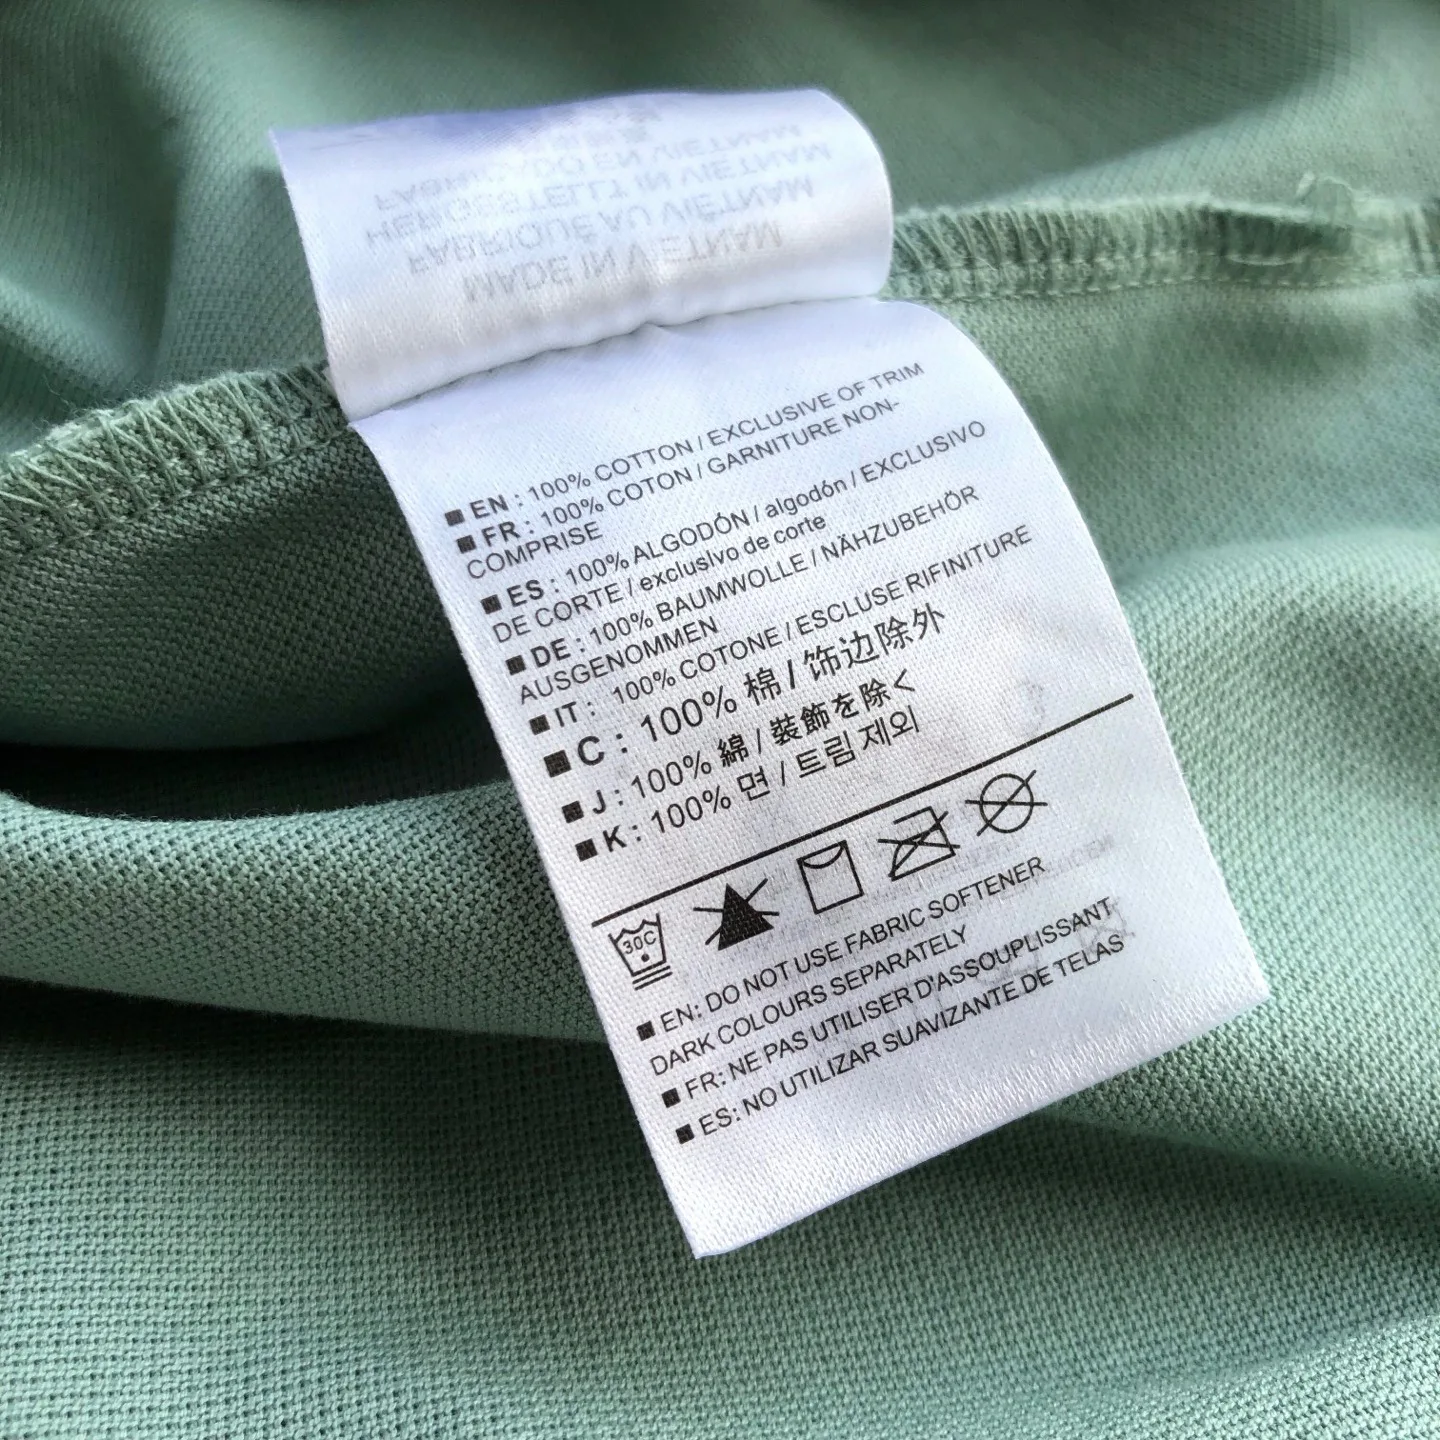 MADE IN VIETNAM
FABRIQUÉ AU VIÊTNAM
HERGESTELLT IN VIETNAM
FABRICADO EN VIETNAM
■ EN : 100% COTTON / EXCLUSIVE OF TRIM
■ FR : 100% COTON / GARNITURE NON-
COMPRISE
■ ES : 100% ALGODÓN / algodón / EXCLUSIVO
DE CORTE / exclusivo de corte
■ DE : 100% BAUMWOLLE / NÄHZUBEHÖR
AUSGENOMMEN
■ IT : 100% COTONE / ESCLUSE RIFINITURE
■ C : 100% 棉 / 饰边除外
■ J : 100% 綿 / 装飾を除く
■ K : 100% 면 / 트림 제외
30C
■ EN: DO NOT USE FABRIC SOFTENER
DARK COLOURS SEPARATELY
■ FR: NE PAS UTILISER D'ASSOUPLISSANT
■ ES: NO UTILIZAR SUAVIZANTE DE TELAS